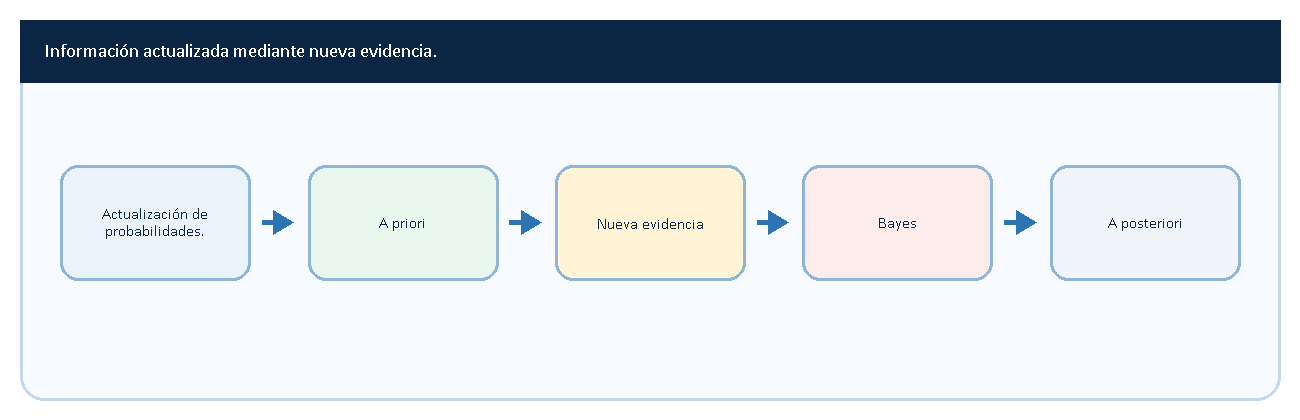 Información actualizada mediante nueva evidencia.
Actualización de
probabilidades.
A priori
Nueva evidencia
Bayes
A posteriori